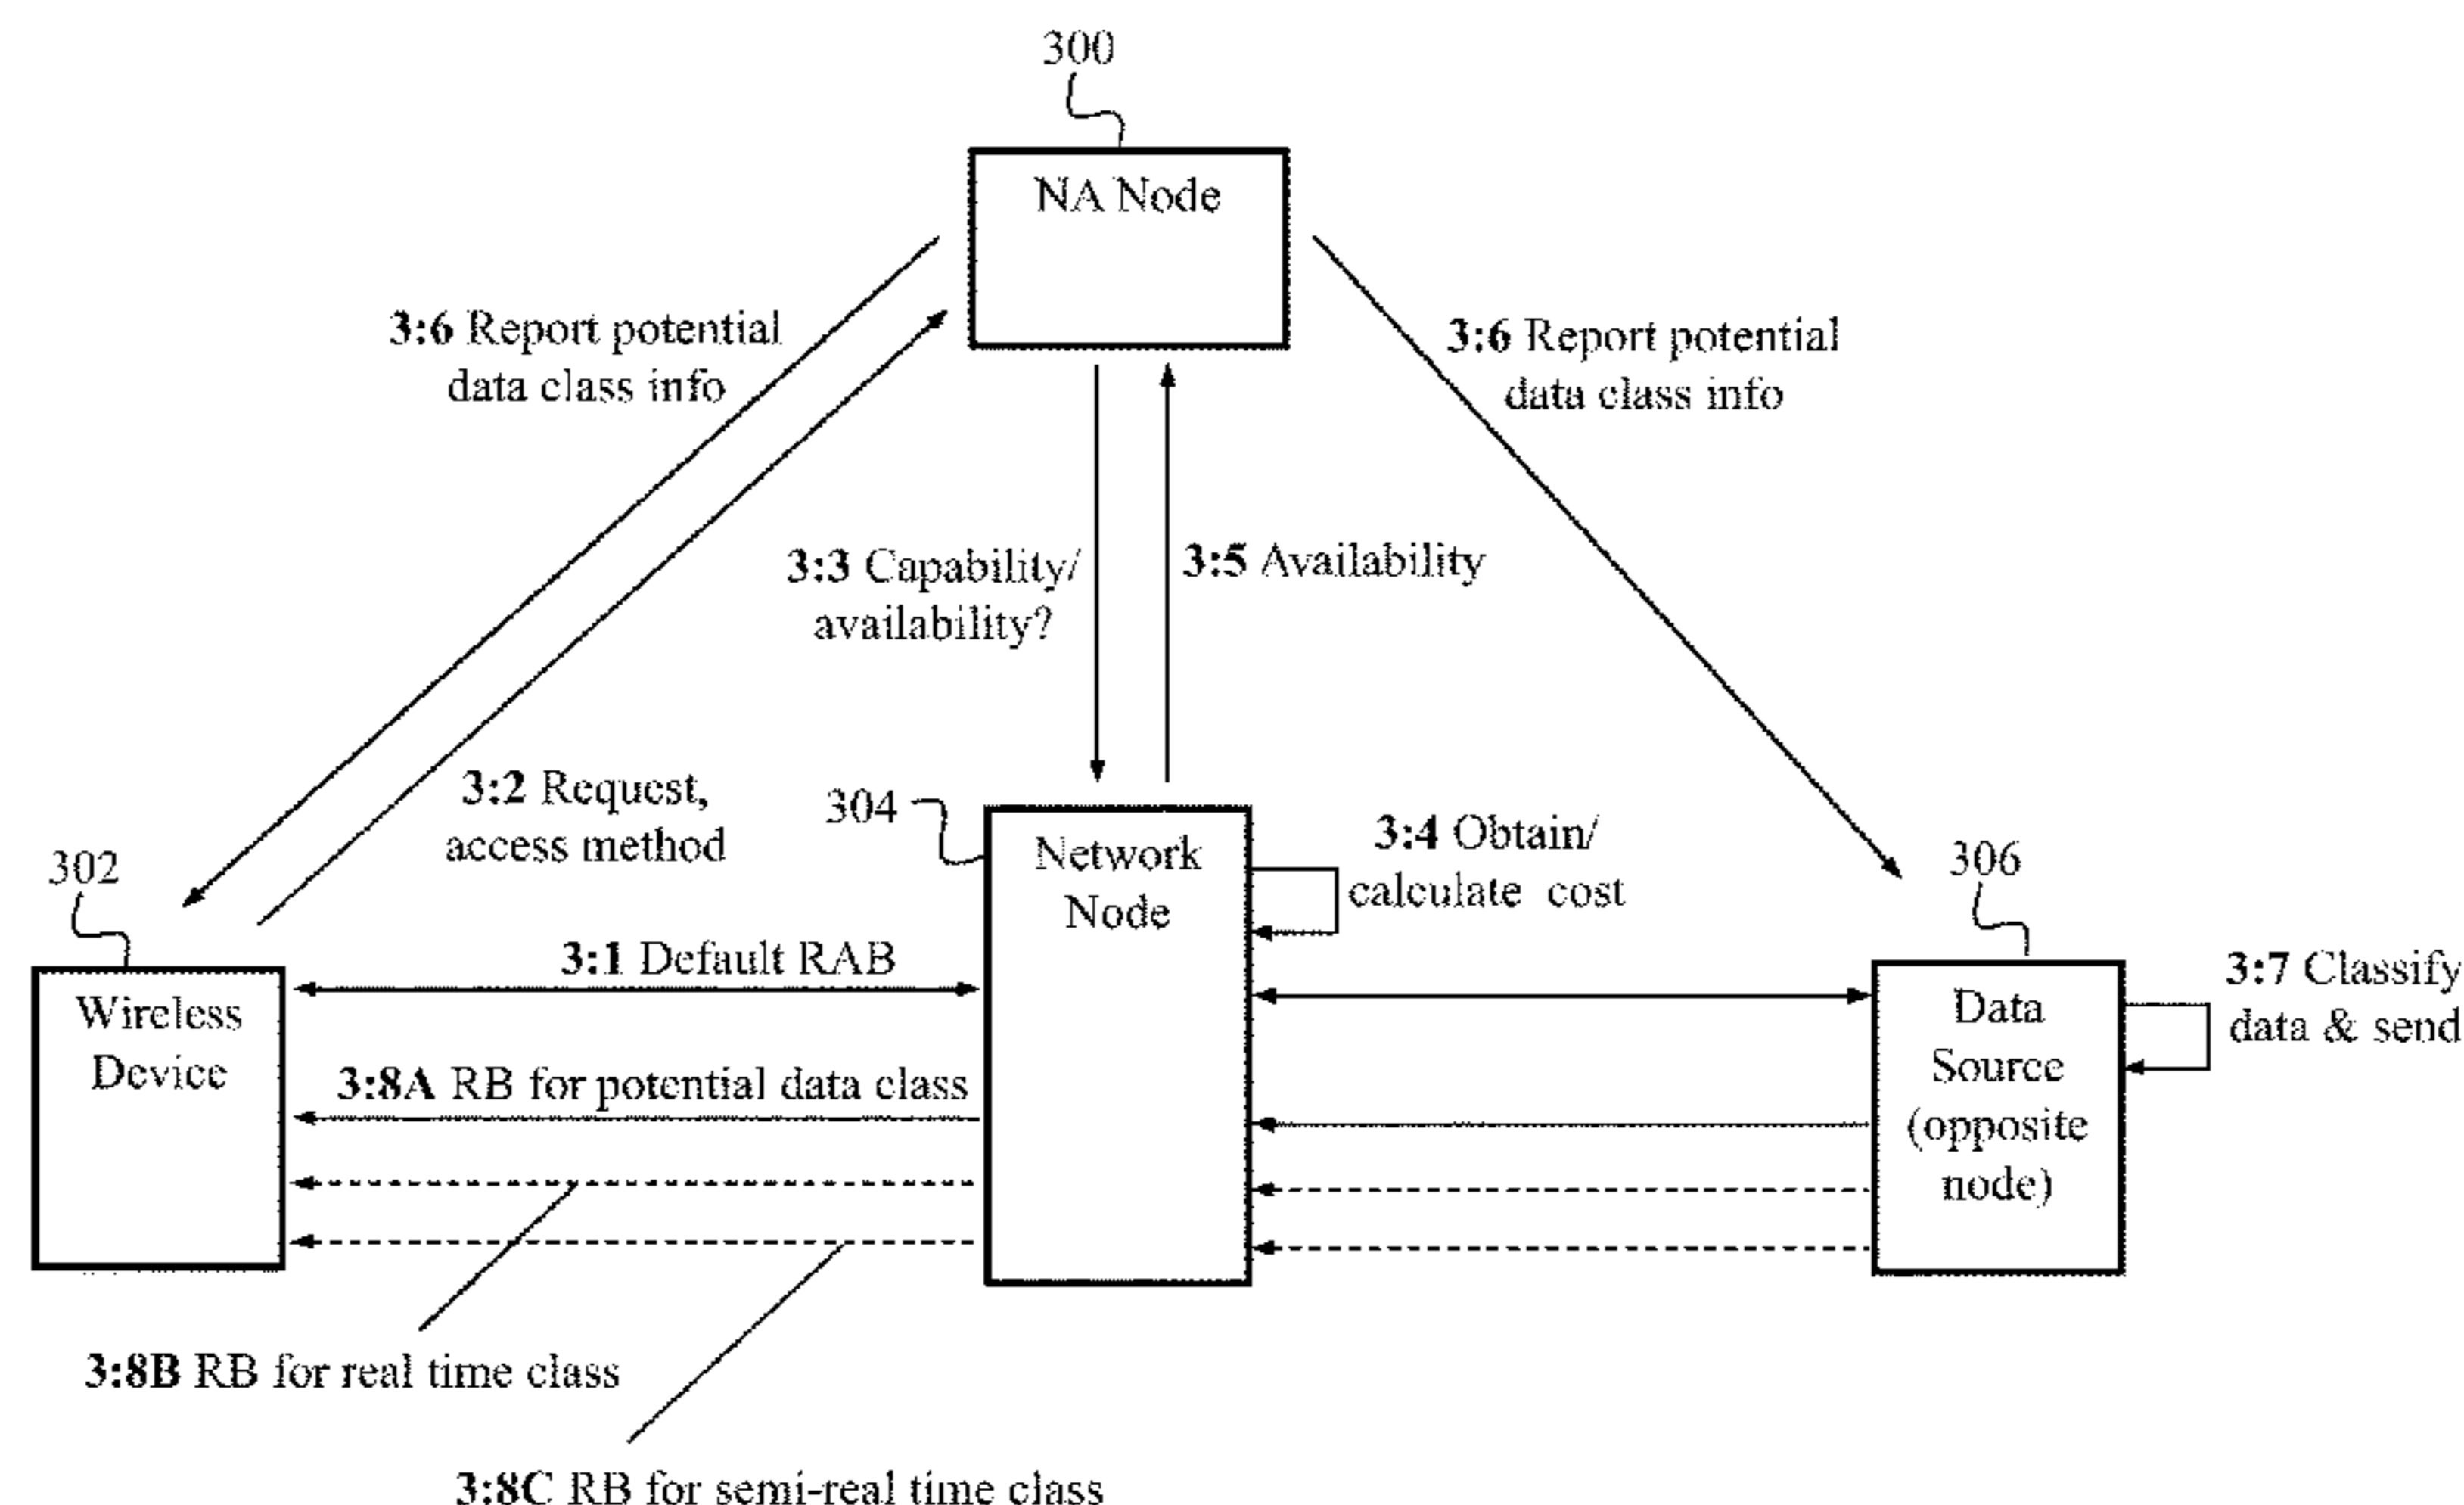 300
NA Node
3:6 Report potential
data class info
3:6 Report potential
data class info
3:3 Capability/
availability?
3:5 Availability
3:2 Request,
access method
304
Network
Node
3:4 Obtain/
calculate cost
302
306
3:1 Default RAB
Wireless
Device
Data
Source
(opposite
node)
3:7 Classify
data & send
3:8A RB for potential data class
3:8B RB for real time class
3:8C RB for semi-real time class